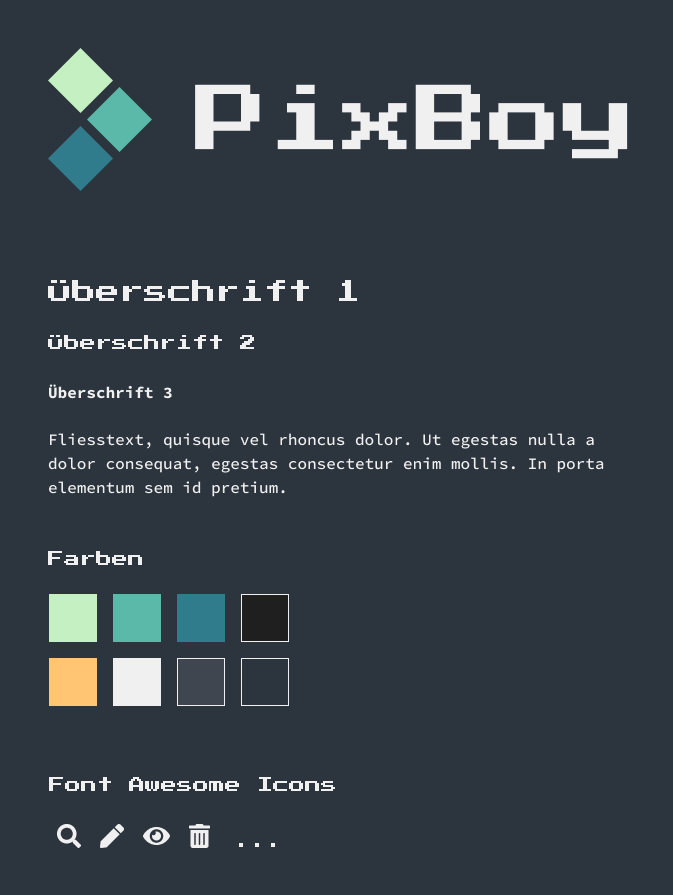 PixBoy
überschrift 1
überschrift 2
Überschrift 3
Fliesstext, quisque vel rhoncus dolor. Ut egestas nulla a
dolor consequat, egestas consectetur enim mollis. In porta
elementum sem id pretium.
Farben
Font Awesome Icons
...